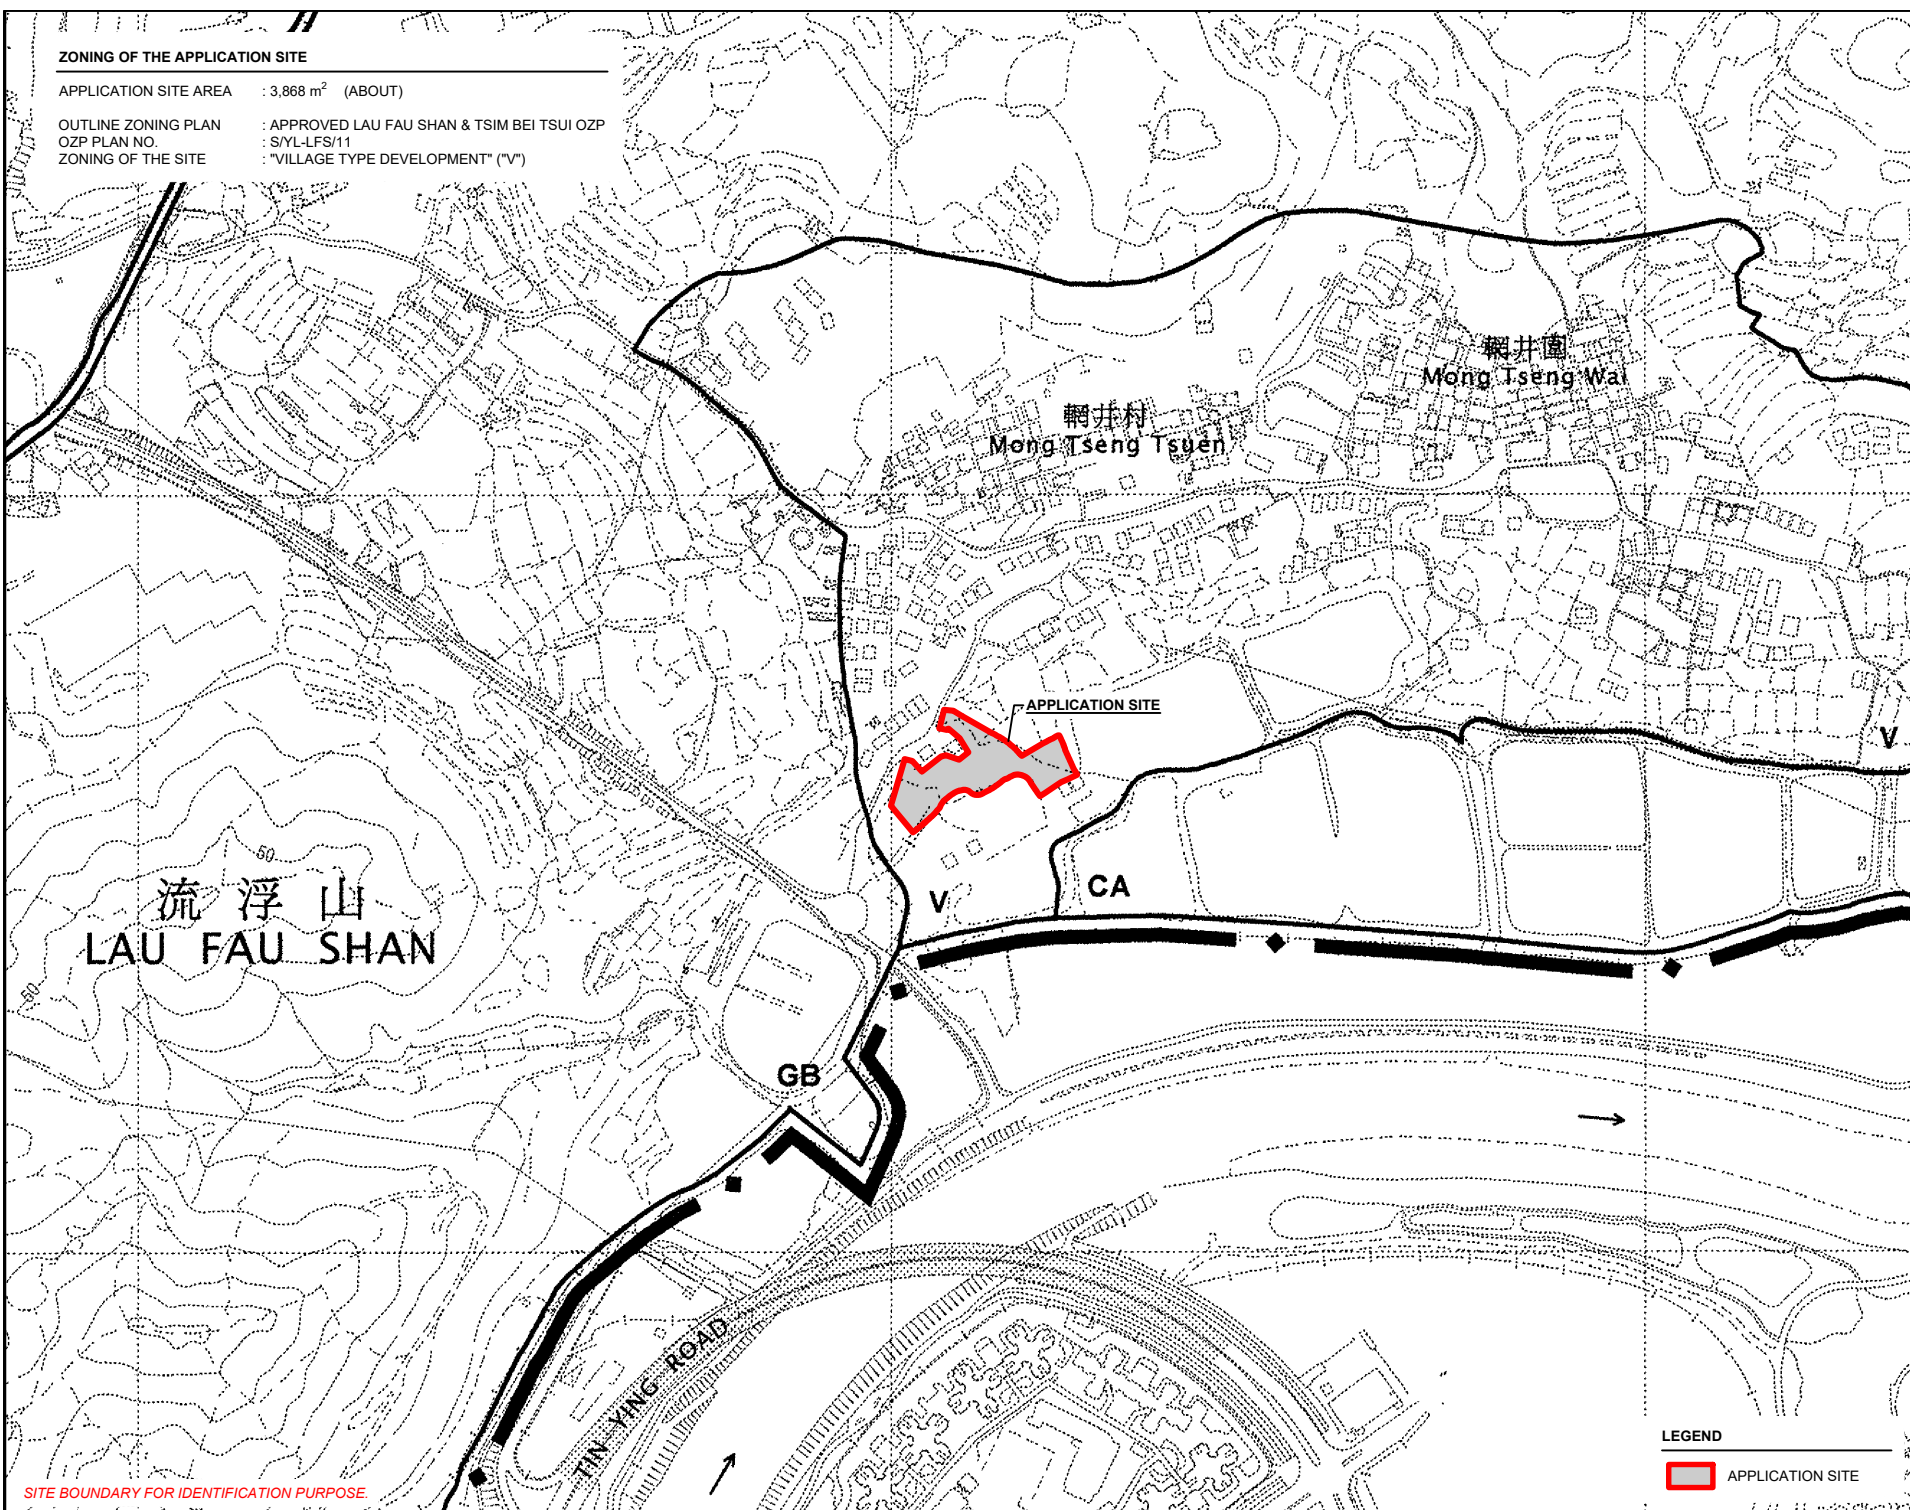 ZONING OF THE APPLICATION SITE
APPLICATION SITE AREA : 3,868 m² (ABOUT)
OUTLINE ZONING PLAN : APPROVED LAU FAU SHAN & TSIM BEI TSUI OZP
OZP PLAN NO. : S/YL-LFS/11
ZONING OF THE SITE : "VILLAGE TYPE DEVELOPMENT" ("V")
輞井圍
Mong Tseng Wai
輞井村
Mong Tseng Tsuen
APPLICATION SITE
V
50
流浮山
LAU FAU SHAN
V
CA
50
GB
TIN YING ROAD
LEGEND
APPLICATION SITE
SITE BOUNDARY FOR IDENTIFICATION PURPOSE.